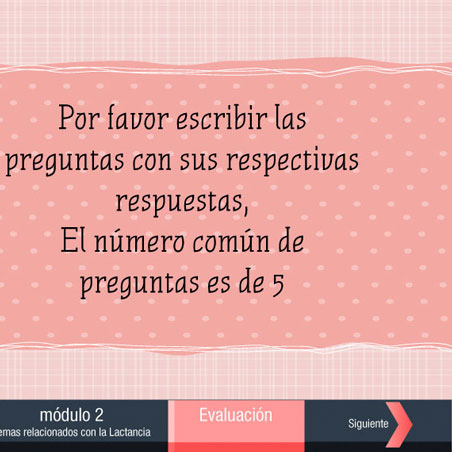 Por favor escribir las
preguntas con sus respectivas
respuestas,
El número común de
preguntas es de 5
módulo 2
emas relacionados con la Lactancia
Evaluación
Siguiente